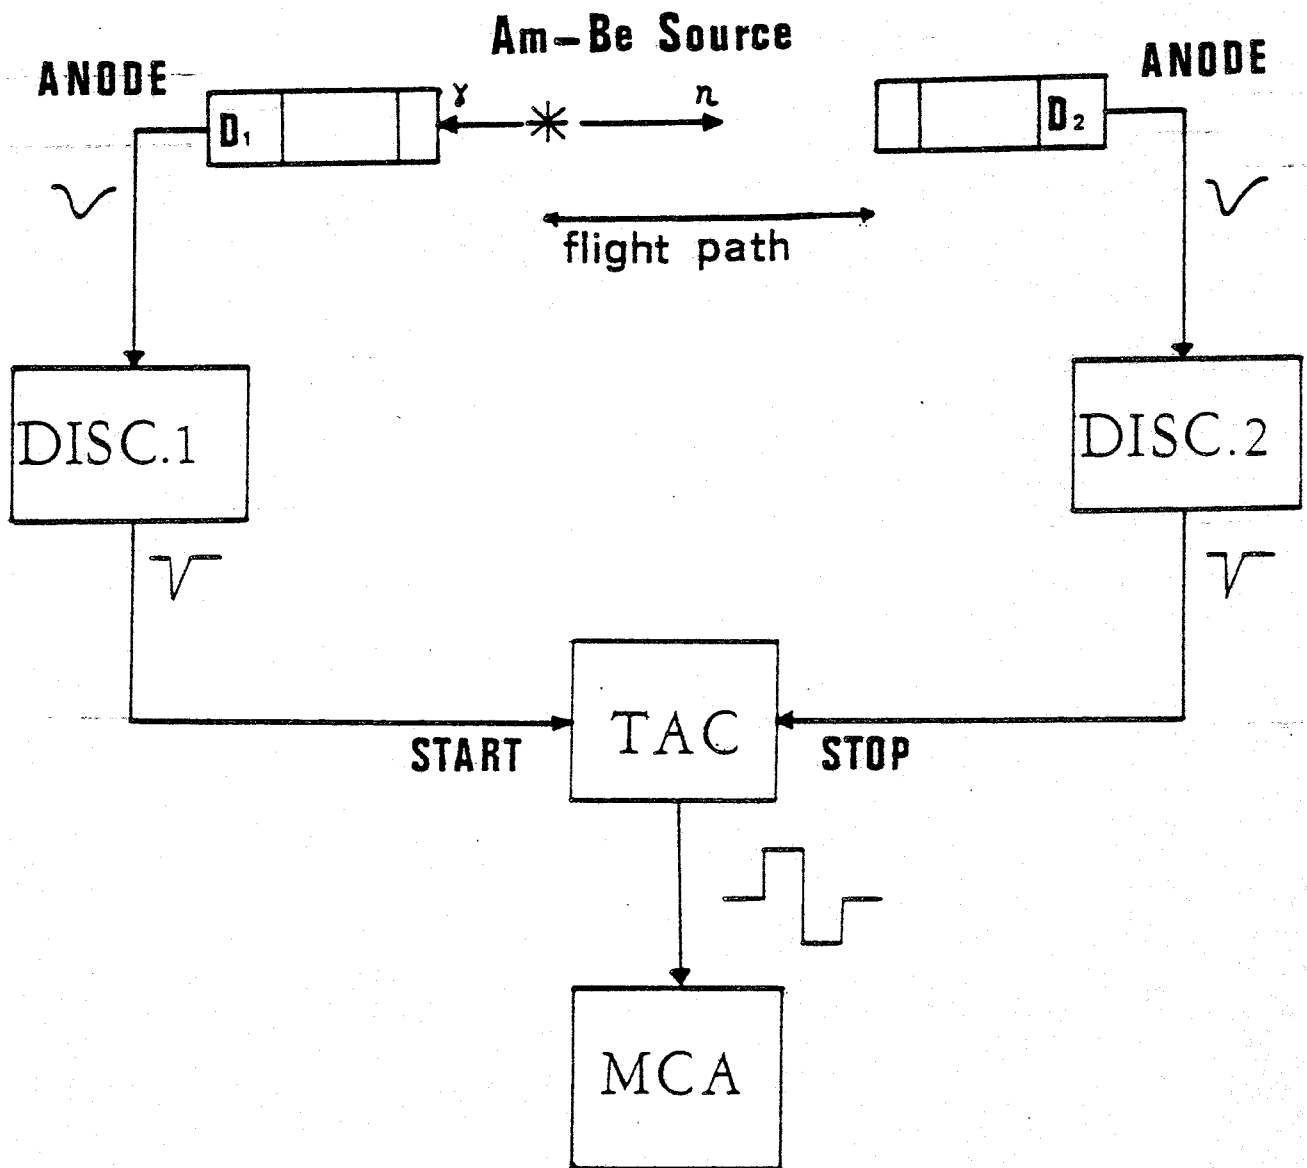 Am-Be Source
ANODE
ANODE
γ
n
D₁
D₂
flight path
DISC.1
DISC.2
TAC
START
STOP
MCA